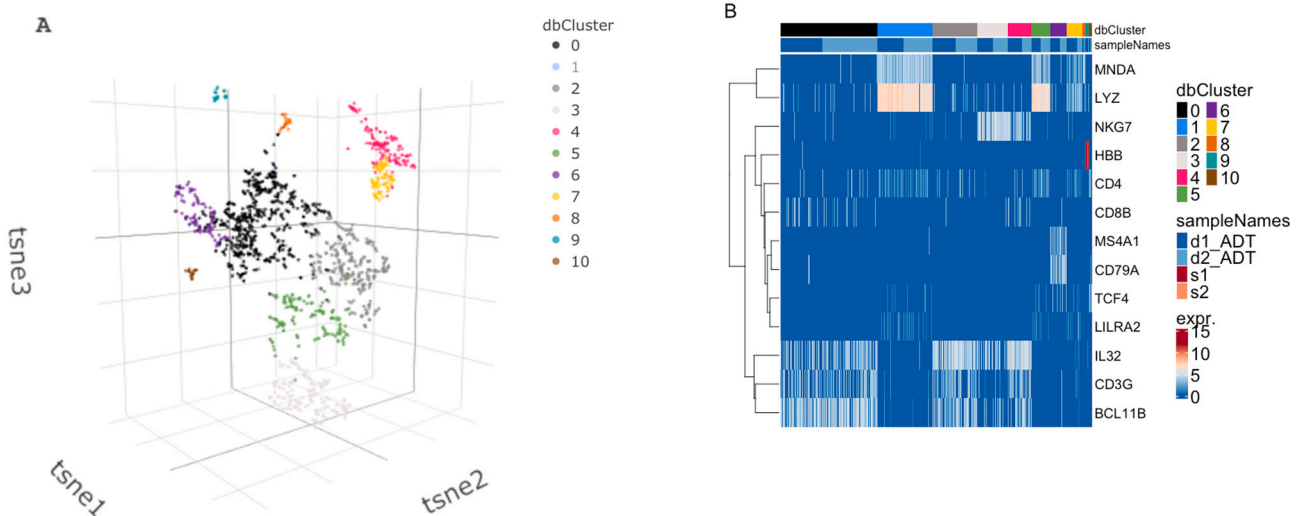 A
dbCluster
0
1
2
3
4
5
6
7
8
9
10
tsne3
tsne1
tsne2
B
dbCluster
sampleNames
MNDA
LYZ
NKG7
HBB
CD4
CD8B
MS4A1
CD79A
TCF4
LILRA2
IL32
CD3G
BCL11B
dbCluster
0 6
1 7
2 8
3 9
4 10
5
sampleNames
d1_ADT
d2_ADT
s1
s2
expr.
15
10
5
0